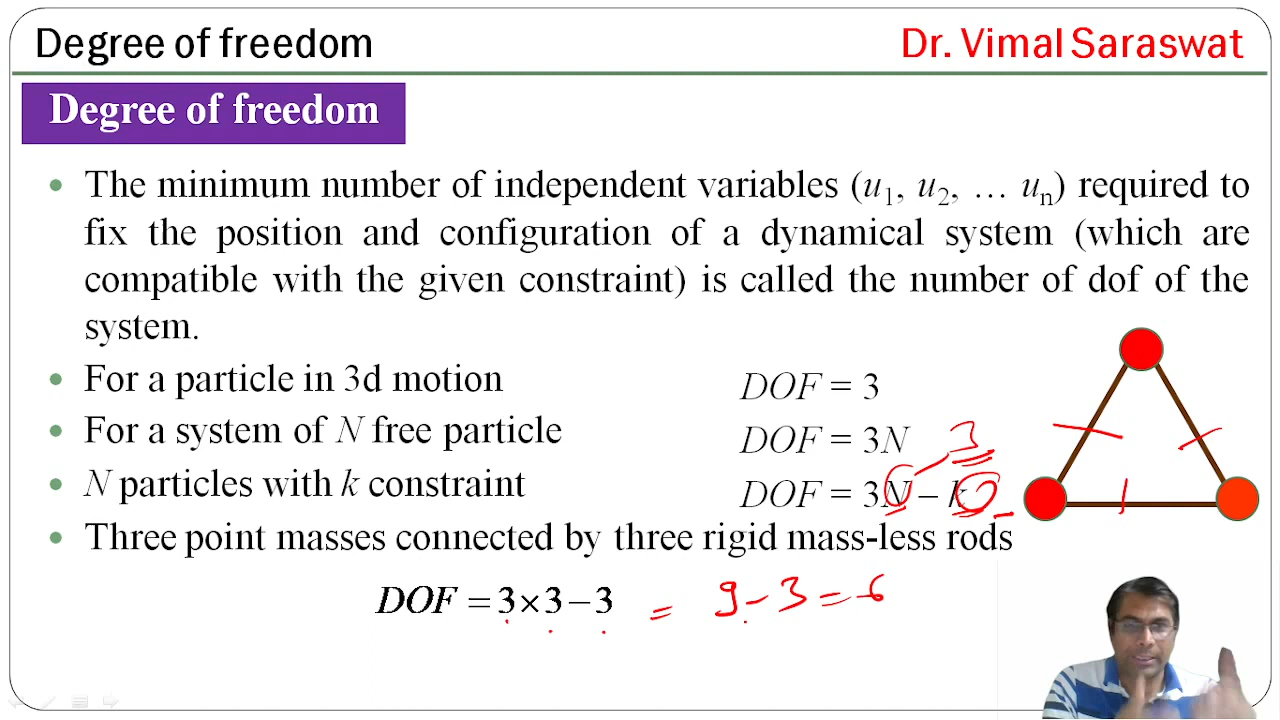 Degree of freedom
Dr. Vimal Saraswat
Degree of freedom
• The minimum number of independent variables (u₁, u₂, … uₙ) required to
fix the position and configuration of a dynamical system (which are
compatible with the given constraint) is called the number of dof of the
system.
• For a particle in 3d motion DOF = 3
• For a system of N free particle DOF = 3N
3
• N particles with k constraint DOF = 3N − k
• Three point masses connected by three rigid mass-less rods
DOF = 3×3−3 = 9 − 3 = 6